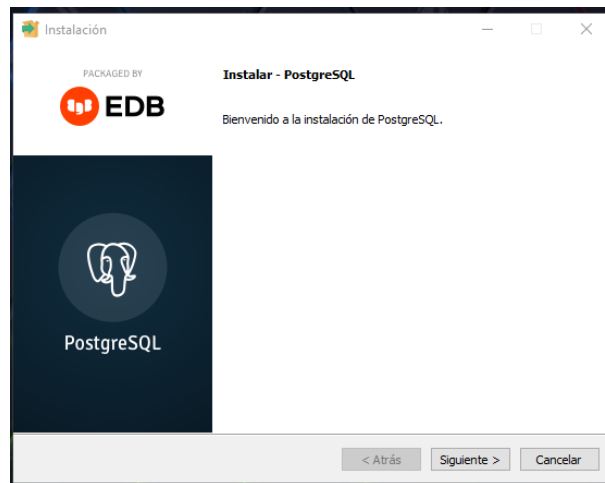 Instalación
PACKAGED BY
EDB
Instalar - PostgreSQL
Bienvenido a la instalación de PostgreSQL.
PostgreSQL
< Atrás
Siguiente >
Cancelar